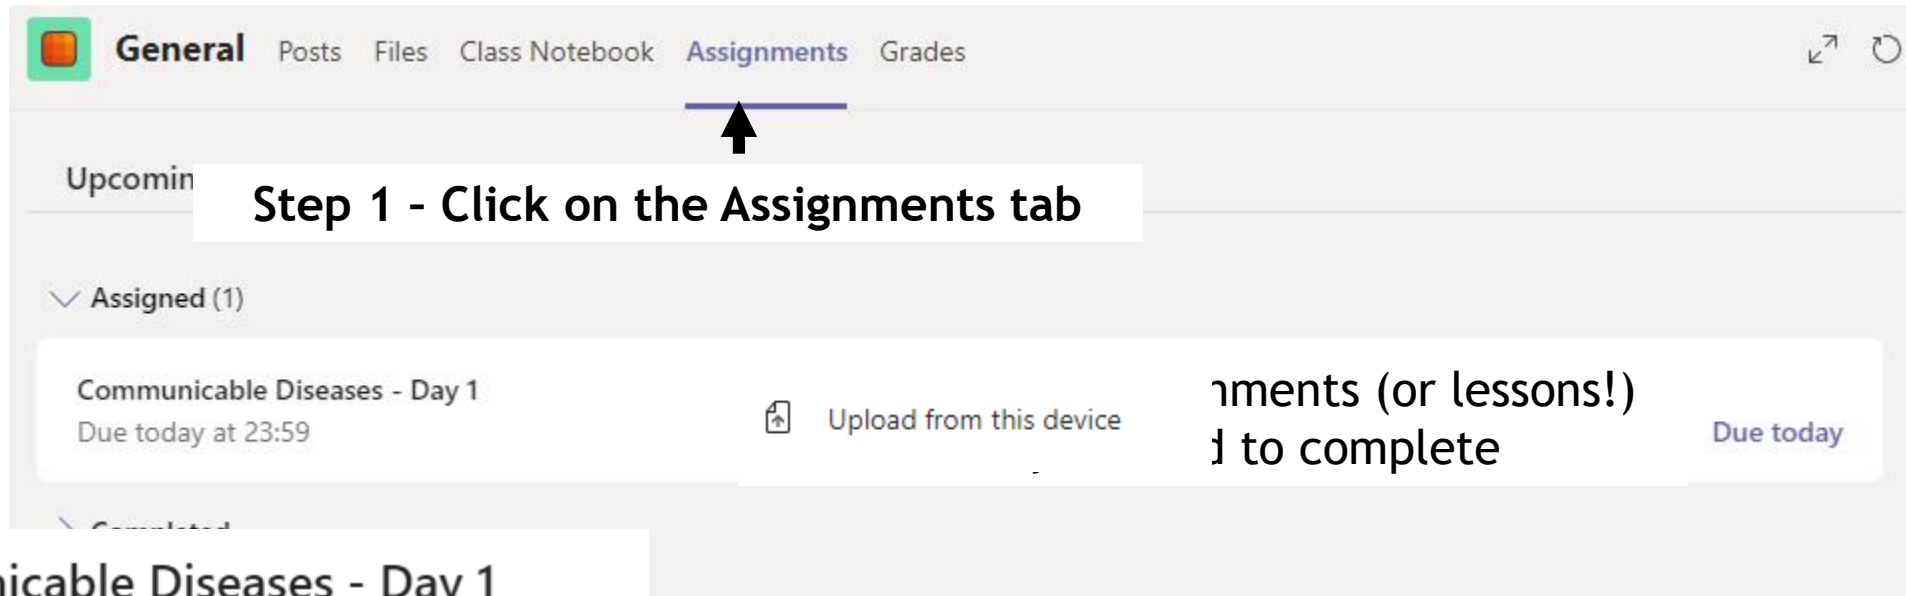 General Posts Files Class Notebook Assignments Grades
Upcomin
Step 1 – Click on the Assignments tab
Assigned (1)
Communicable Diseases - Day 1
Due today at 23:59
Upload from this device
nments (or lessons!)
d to complete
Due today
Completed
nicable Diseases - Day 1